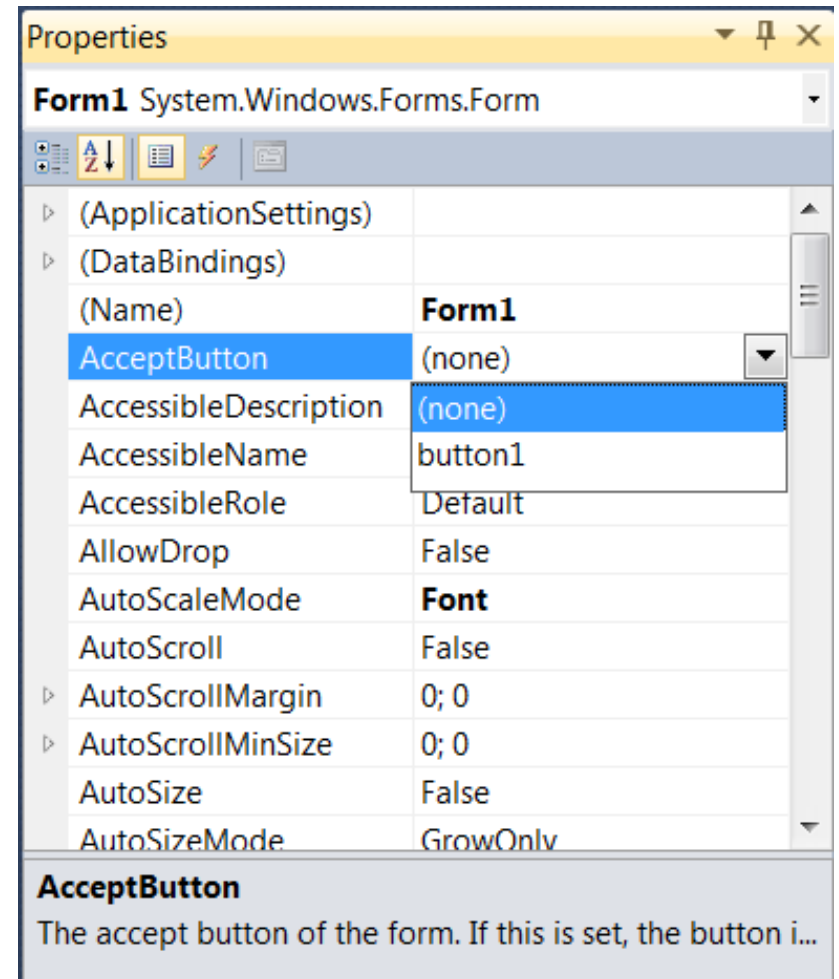 Properties
Form1 System.Windows.Forms.Form
(ApplicationSettings)
(DataBindings)
(Name) Form1
AcceptButton (none)
AccessibleDescription (none)
AccessibleName button1
AccessibleRole Default
AllowDrop False
AutoScaleMode Font
AutoScroll False
AutoScrollMargin 0; 0
AutoScrollMinSize 0; 0
AutoSize False
AutoSizeMode GrowOnly
AcceptButton
The accept button of the form. If this is set, the button i...